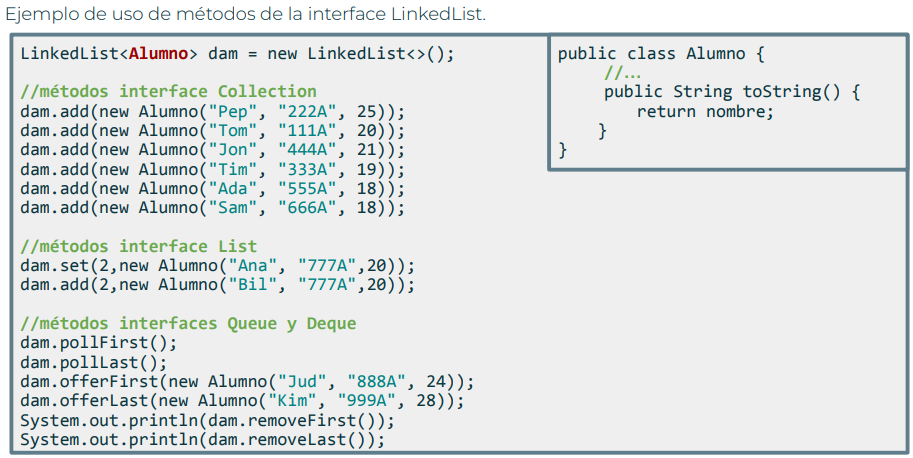 Ejemplo de uso de métodos de la interface LinkedList.
LinkedList<Alumno> dam = new LinkedList<>();
//métodos interface Collection
dam.add(new Alumno("Pep", "222A", 25));
dam.add(new Alumno("Tom", "111A", 20));
dam.add(new Alumno("Jon", "444A", 21));
dam.add(new Alumno("Tim", "333A", 19));
dam.add(new Alumno("Ada", "555A", 18));
dam.add(new Alumno("Sam", "666A", 18));
//métodos interface List
dam.set(2,new Alumno("Ana", "777A",20));
dam.add(2,new Alumno("Bil", "777A",20));
//métodos interfaces Queue y Deque
dam.pollFirst();
dam.pollLast();
dam.offerFirst(new Alumno("Jud", "888A", 24));
dam.offerLast(new Alumno("Kim", "999A", 28));
System.out.println(dam.removeFirst());
System.out.println(dam.removeLast());
public class Alumno {
//...
public String toString() {
return nombre;
}
}